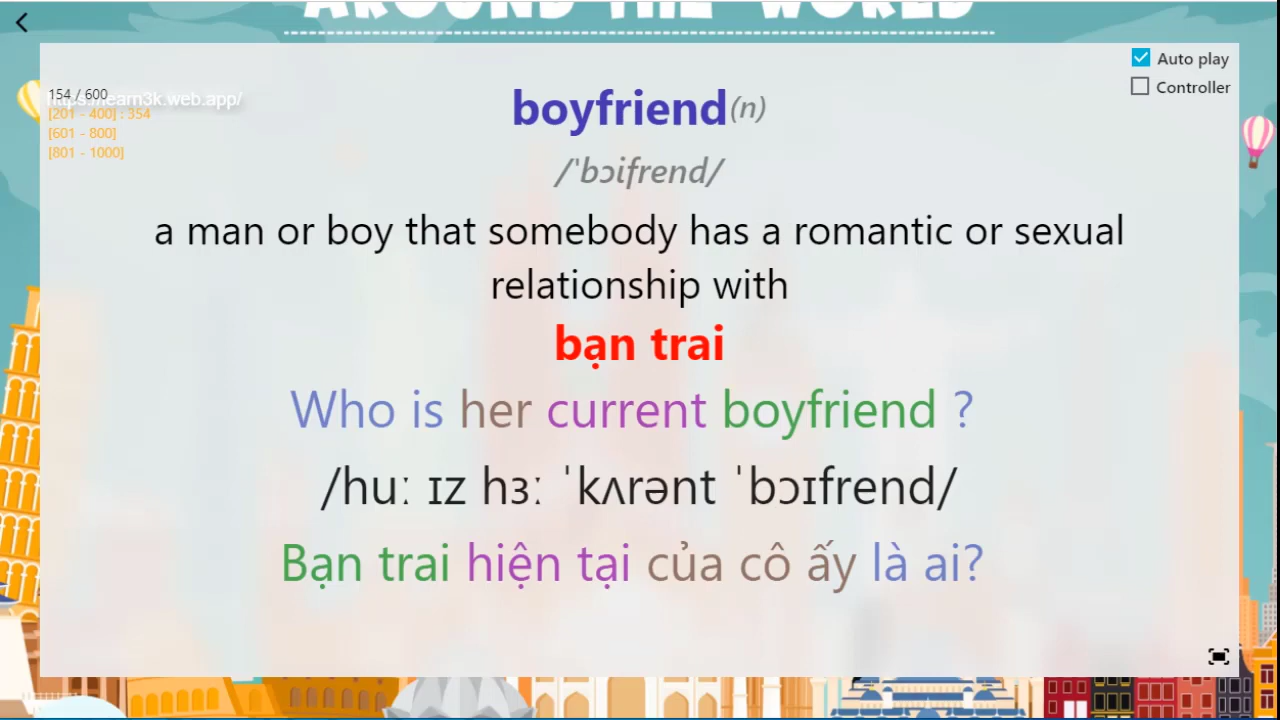 AROUND THE WORLD
Auto play
Controller
154 / 600
https://learn3k.web.app/
[201 - 400] : 354
[601 - 800]
[801 - 1000]
boyfriend(n)
/'bɔifrend/
a man or boy that somebody has a romantic or sexual
relationship with
bạn trai
Who is her current boyfriend ?
/huː ɪz hɜː ˈkʌrənt ˈbɔɪfrend/
Bạn trai hiện tại của cô ấy là ai?